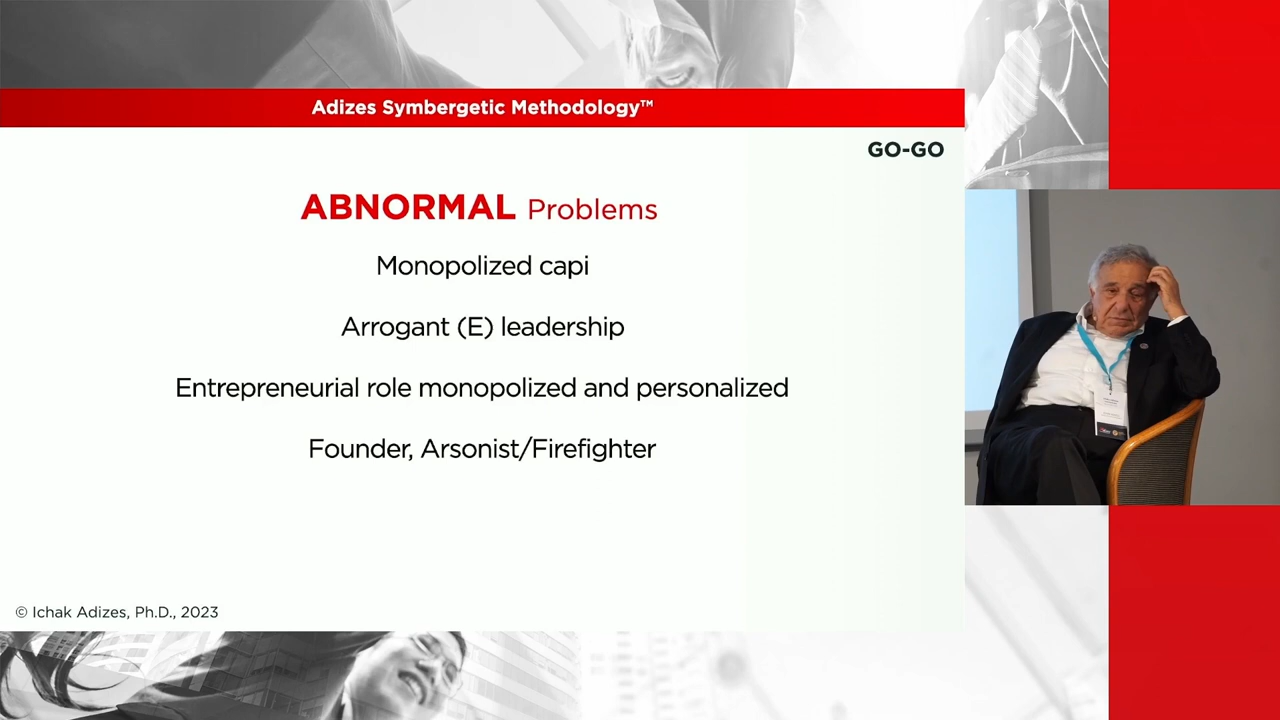 Adizes Symbergetic Methodology™
GO-GO
ABNORMAL Problems
Monopolized capi
Arrogant (E) leadership
Entrepreneurial role monopolized and personalized
Founder, Arsonist/Firefighter
© Ichak Adizes, Ph.D., 2023